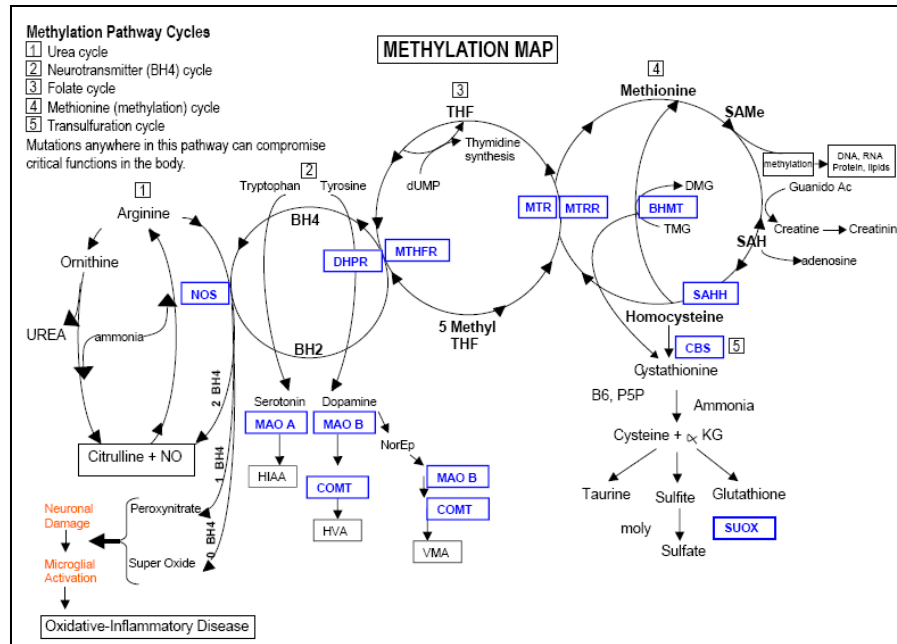 Methylation Pathway Cycles
1 Urea cycle
2 Neurotransmitter (BH4) cycle
3 Folate cycle
4 Methionine (methylation) cycle
5 Transulfuration cycle
Mutations anywhere in this pathway can compromise
critical functions in the body.
METHYLATION MAP
1
Arginine
Ornithine
UREA
ammonia
NOS
Citrulline + NO
2 BH4
1 BH4
0 BH4
Peroxynitrate
Super Oxide
Neuronal
Damage
Microglial
Activation
Oxidative-Inflammatory Disease
2
Tryptophan
Tyrosine
BH4
BH2
DHPR
MTHFR
Serotonin
MAO A
HIAA
Dopamine
MAO B
COMT
HVA
NorEp
MAO B
COMT
VMA
3
THF
Thymidine
synthesis
dUMP
5 Methyl
THF
MTR
MTRR
4
Methionine
SAMe
methylation
DNA, RNA
Protein, lipids
Guanido Ac
Creatine
Creatinin
SAH
adenosine
DMG
BHMT
TMG
SAHH
Homocysteine
CBS
5
Cystathionine
B6, P5P
Ammonia
Cysteine + α KG
Taurine
Sulfite
Glutathione
moly
SUOX
Sulfate